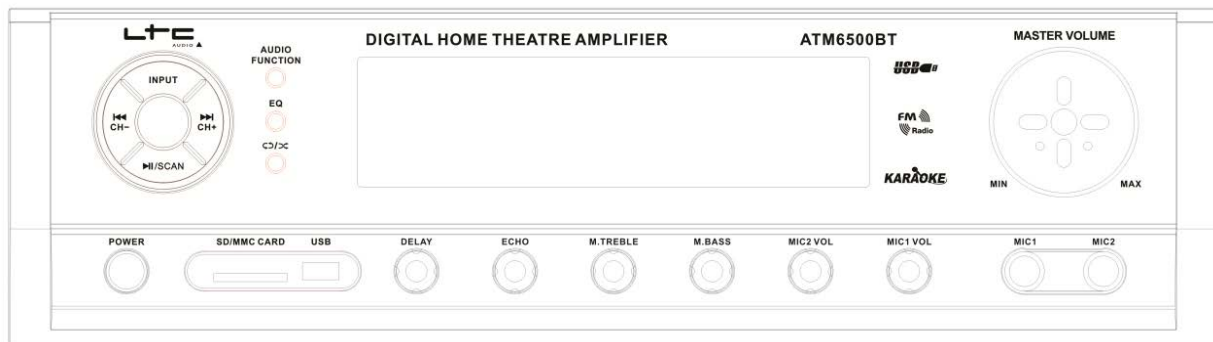 LTC
AUDIO
DIGITAL HOME THEATRE AMPLIFIER
ATM6500BT
MASTER VOLUME
AUDIO
FUNCTION
INPUT
CH-
CH+
/SCAN
EQ
USB
FM
Radio
KARAOKE
MIN
MAX
POWER
SD/MMC CARD
USB
DELAY
ECHO
M.TREBLE
M.BASS
MIC2 VOL
MIC1 VOL
MIC1
MIC2